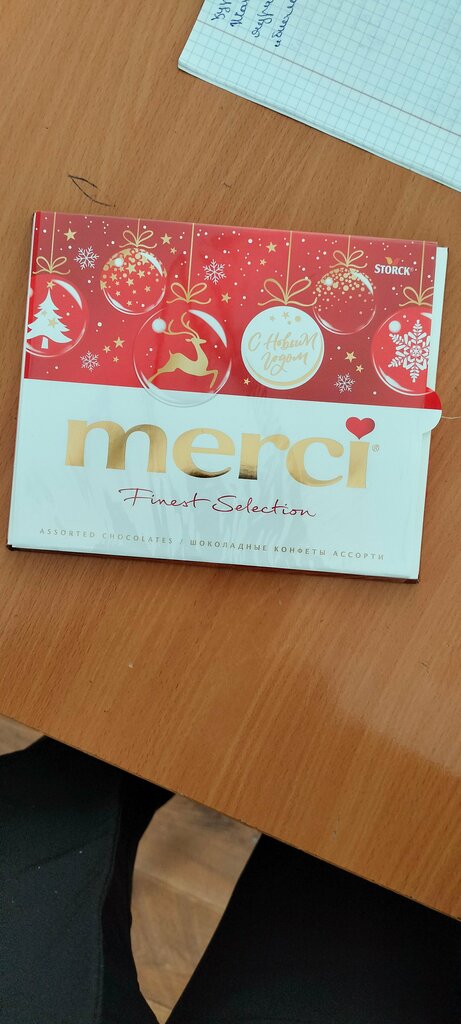 STORCK
С Новым
годом
merci
Finest Selection
ASSORTED CHOCOLATES / ШОКОЛАДНЫЕ КОНФЕТЫ АССОРТИ